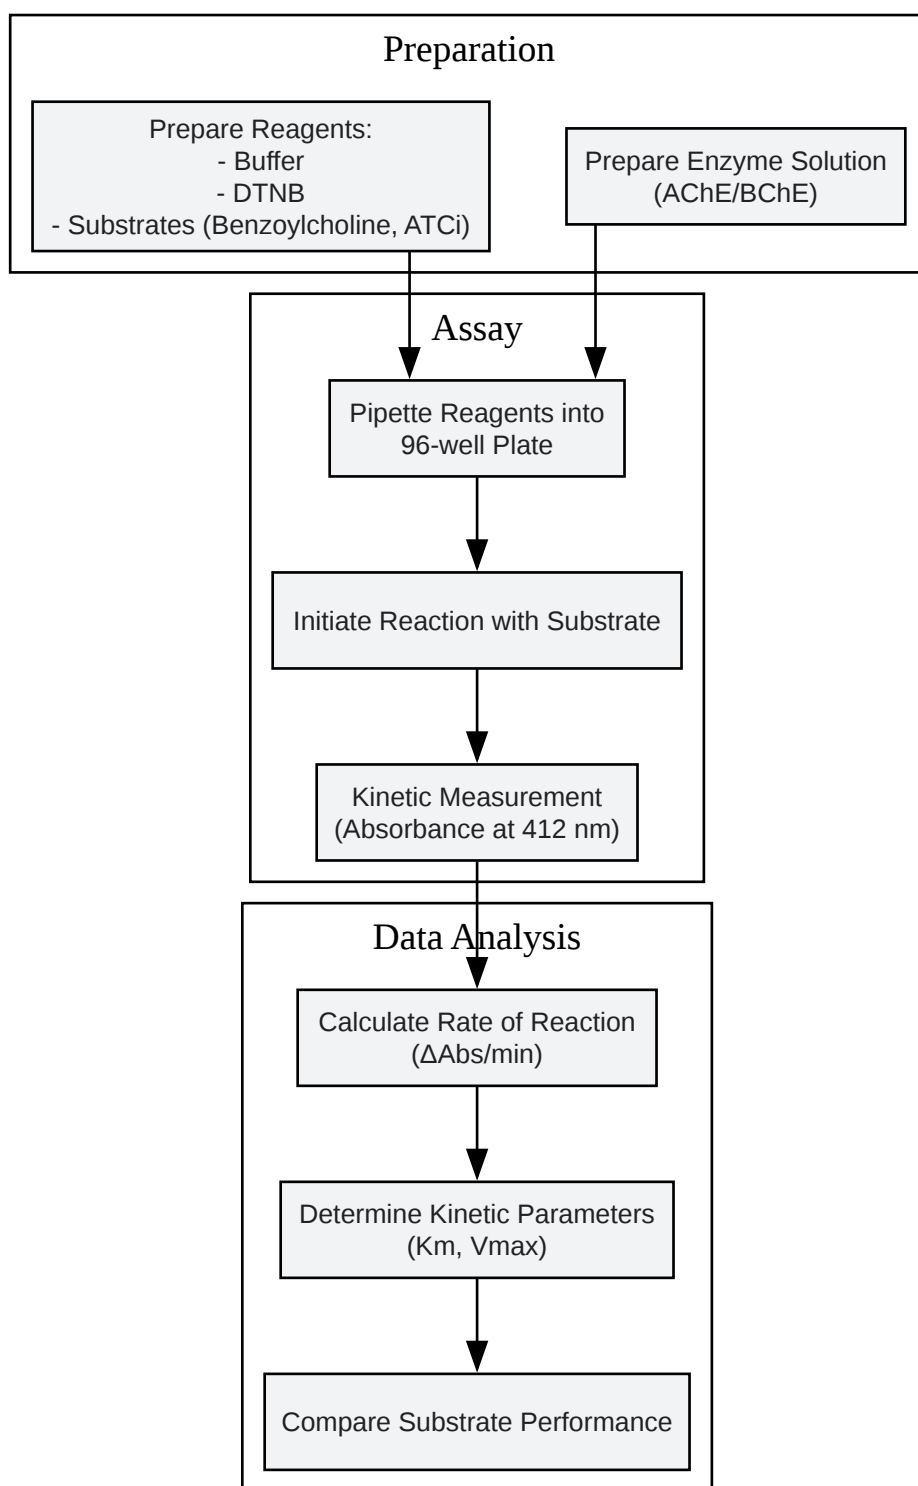 Preparation
Prepare Reagents:
- Buffer
- DTNB
- Substrates (Benzoylcholine, ATCi)
Prepare Enzyme Solution
(AChE/BChE)
Assay
Pipette Reagents into
96-well Plate
Initiate Reaction with Substrate
Kinetic Measurement
(Absorbance at 412 nm)
Data Analysis
Calculate Rate of Reaction
(ΔAbs/min)
Determine Kinetic Parameters
(Km, Vmax)
Compare Substrate Performance